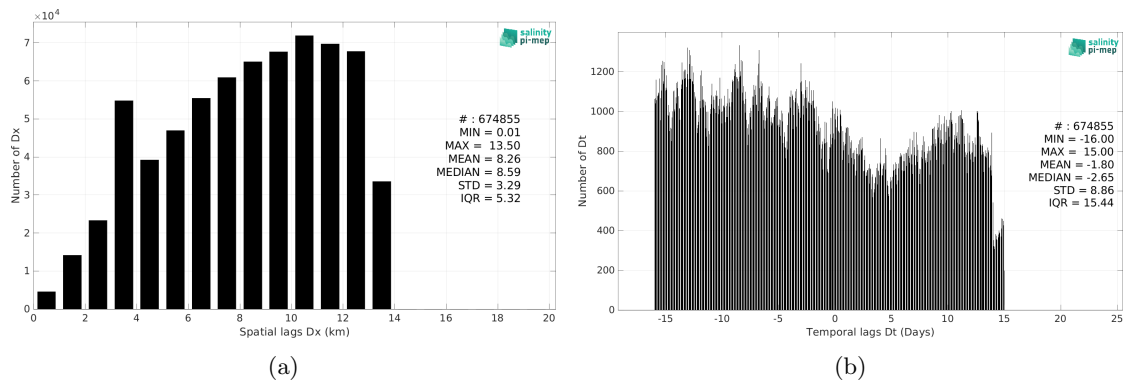 ×10⁴
7
6
5
4
3
2
1
0
Number of Dx
0 2 4 6 8 10 12 14 16 18 20
Spatial lags Dx (km)
salinity
pi-mep
# : 674855
MIN = 0.01
MAX = 13.50
MEAN = 8.26
MEDIAN = 8.59
STD = 3.29
IQR = 5.32
(a)
1200
1000
800
600
400
200
0
Number of Dt
-15 -10 -5 0 5 10 15 20 25
Temporal lags Dt (Days)
salinity
pi-mep
# : 674855
MIN = -16.00
MAX = 15.00
MEAN = -1.80
MEDIAN = -2.65
STD = 8.86
IQR = 15.44
(b)